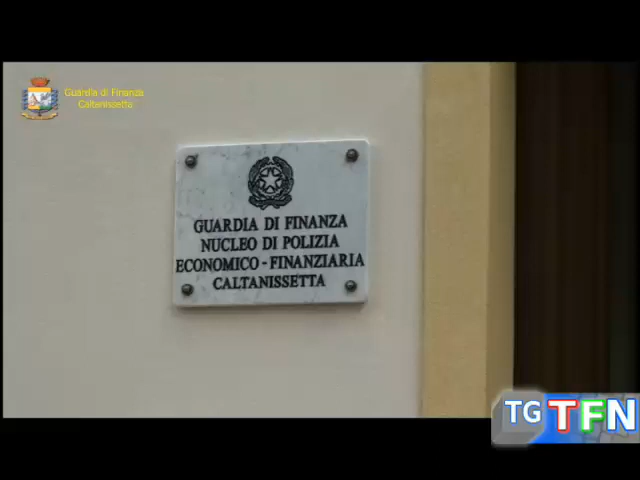 Guardia di Finanza
Caltanissetta
GUARDIA DI FINANZA
NUCLEO DI POLIZIA
ECONOMICO - FINANZIARIA
CALTANISSETTA
TG TFN